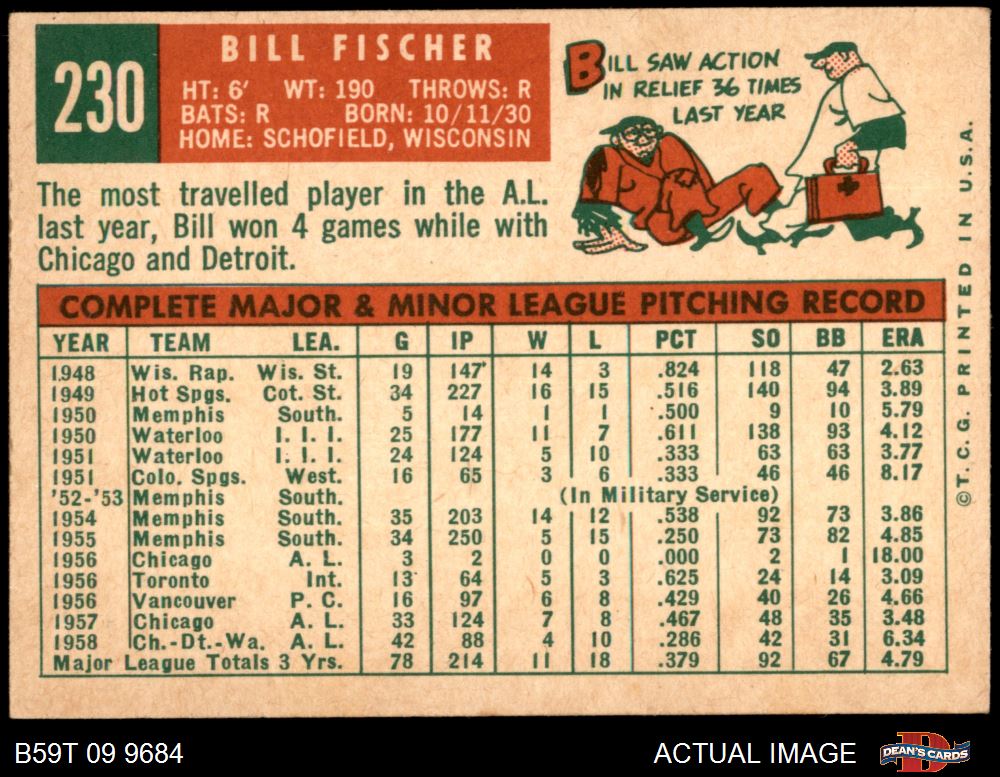 230
BILL FISCHER
HT: 6' WT: 190 THROWS: R
BATS: R BORN: 10/11/30
HOME: SCHOFIELD, WISCONSIN
BILL SAW ACTION
IN RELIEF 36 TIMES
LAST YEAR
The most travelled player in the A.L.
last year, Bill won 4 games while with
Chicago and Detroit.
COMPLETE MAJOR & MINOR LEAGUE PITCHING RECORD
YEAR TEAM LEA. G IP W L PCT SO BB ERA
1948 Wis. Rap. Wis. St. 19 147 14 3 .824 118 47 2.63
1949 Hot Spgs. Cot. St. 34 227 16 15 .516 140 94 3.89
1950 Memphis South. 5 14 1 1 .500 9 10 5.79
1950 Waterloo I. I. I. 25 177 11 7 .611 138 93 4.12
1951 Waterloo I. I. I. 24 124 5 10 .333 63 63 3.77
1951 Colo. Spgs. West. 16 65 3 6 .333 46 46 8.17
'52-'53 Memphis South. (In Military Service)
1954 Memphis South. 35 203 14 12 .538 92 73 3.86
1955 Memphis South. 34 250 5 15 .250 73 82 4.85
1956 Chicago A. L. 3 2 0 0 .000 2 1 18.00
1956 Toronto Int. 13 64 5 3 .625 24 14 3.09
1956 Vancouver P. C. 16 97 6 8 .429 40 26 4.66
1957 Chicago A. L. 33 124 7 8 .467 48 35 3.48
1958 Ch.-Dt.-Wa. A. L. 42 88 4 10 .286 42 31 6.34
Major League Totals 3 Yrs. 78 214 11 18 .379 92 67 4.79
©T.C.G. PRINTED IN U.S.A.
B59T 09 9684
ACTUAL IMAGE
DEAN'S CARDS